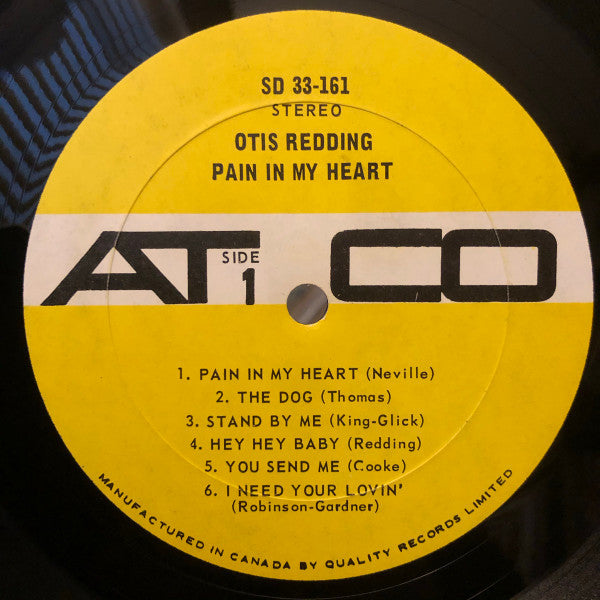 SD 33-161
STEREO
OTIS REDDING
PAIN IN MY HEART
ATCO
SIDE
1
1. PAIN IN MY HEART (Neville)
2. THE DOG (Thomas)
3. STAND BY ME (King-Glick)
4. HEY HEY BABY (Redding)
5. YOU SEND ME (Cooke)
6. I NEED YOUR LOVIN'
(Robinson-Gardner)
MANUFACTURED IN CANADA BY QUALITY RECORDS LIMITED